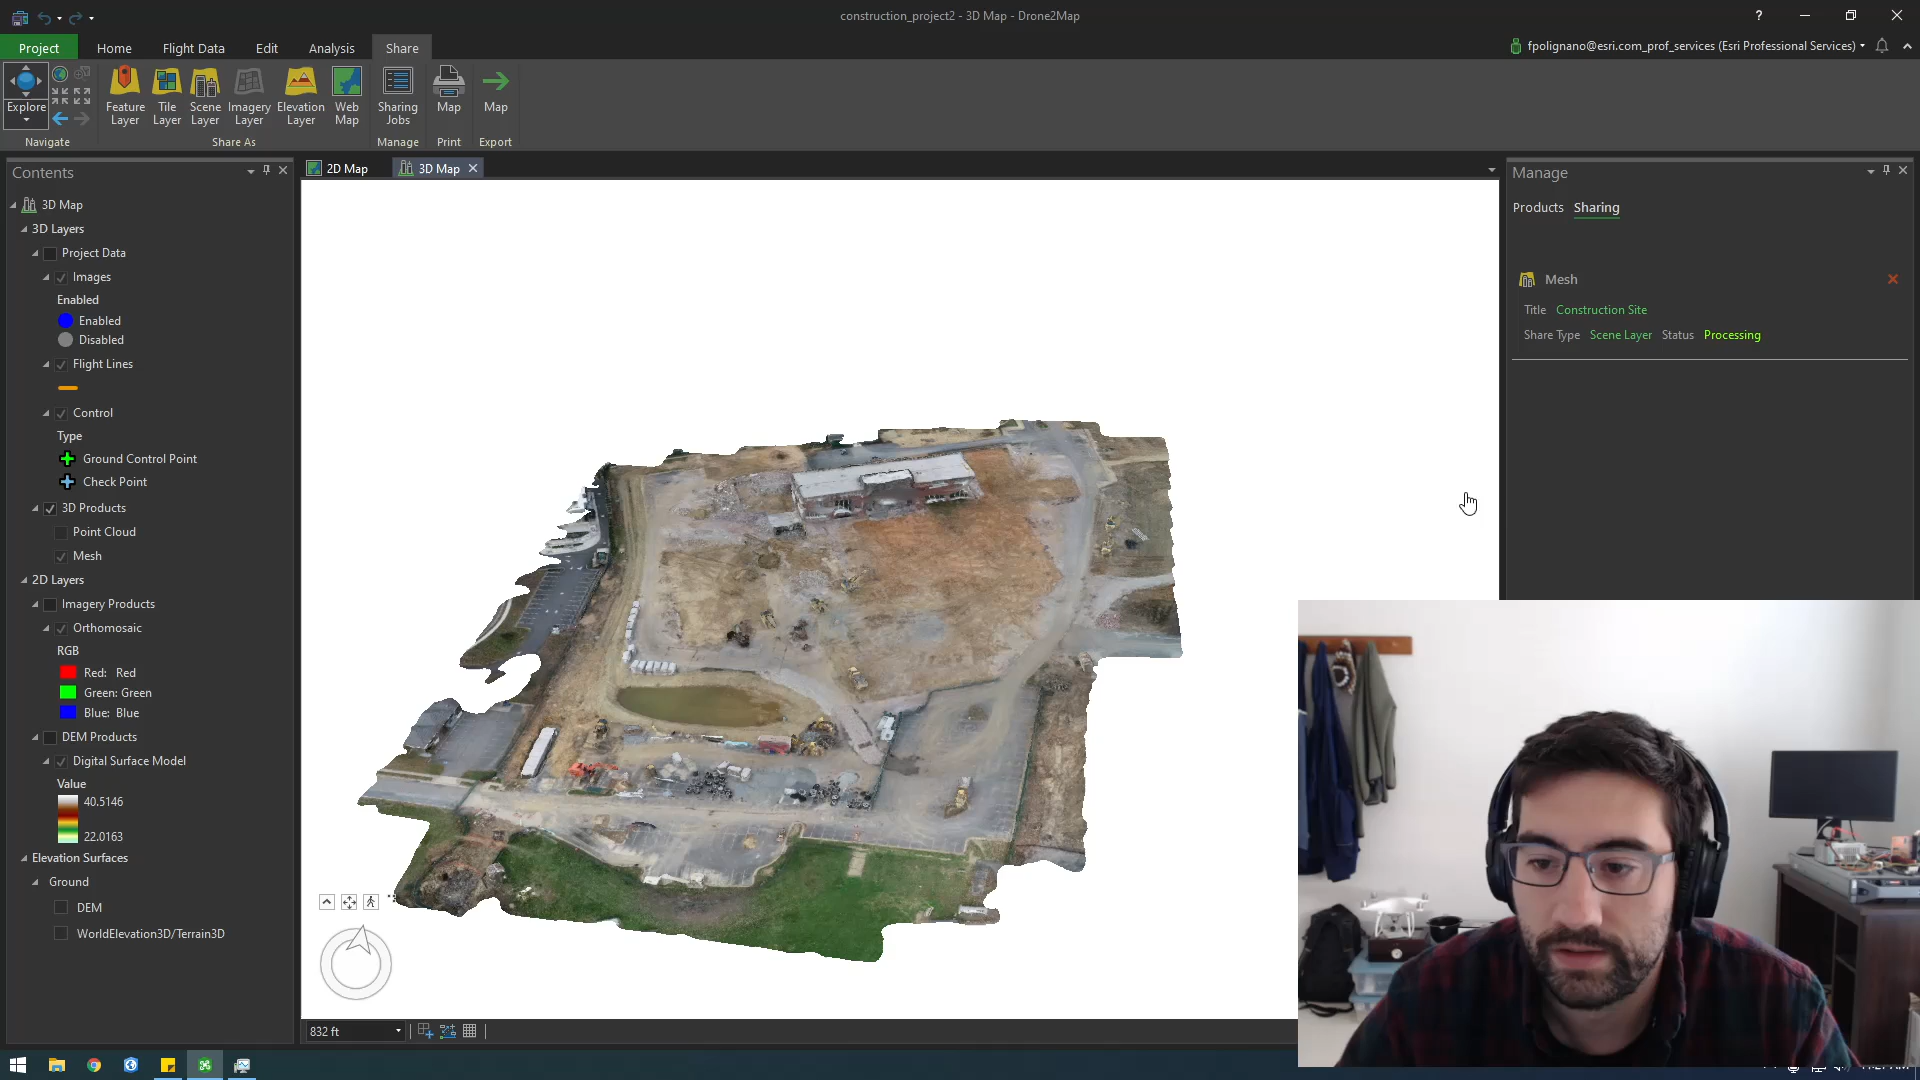 construction_project2 - 3D Map - Drone2Map
?
Project Home Flight Data Edit Analysis Share
fpolignano@esri.com_prof_services (Esri Professional Services)
Explore
Feature Layer
Tile Layer
Scene Layer
Imagery Layer
Elevation Layer
Web Map
Sharing Jobs
Map
Map
Navigate Share As Manage Print Export
Contents
2D Map 3D Map
Manage
3D Map
Products Sharing
3D Layers
Project Data
Images
Enabled
Enabled
Disabled
Flight Lines
Control
Type
Ground Control Point
Check Point
3D Products
Point Cloud
Mesh
2D Layers
Imagery Products
Orthomosaic
RGB
Red: Red
Green: Green
Blue: Blue
DEM Products
Digital Surface Model
Value
40.5146
22.0163
Elevation Surfaces
Ground
DEM
WorldElevation3D/Terrain3D
Mesh
Title Construction Site
Share Type Scene Layer Status Processing
832 ft